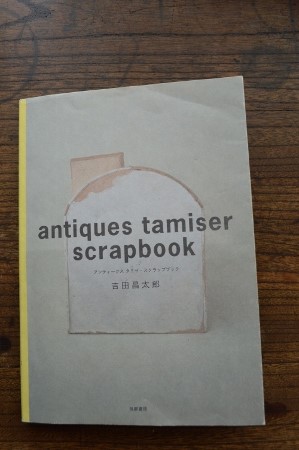 antiques tamiser
scrapbook
アンティークス タミゼ・スクラップブック
吉田昌太郎